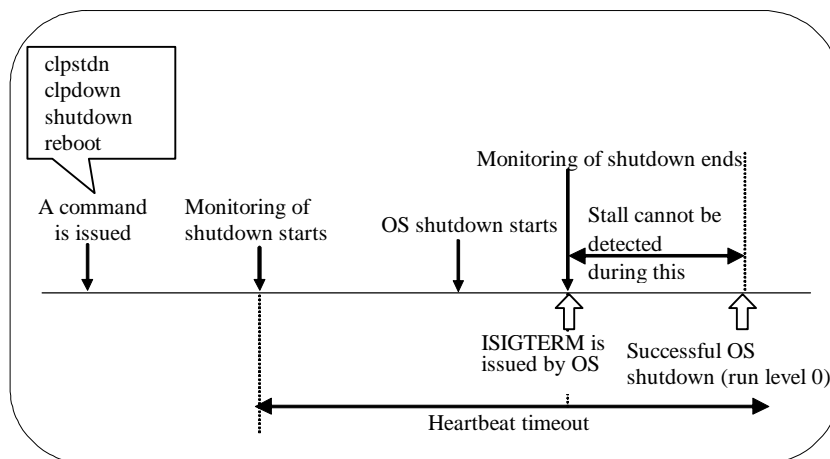 clpstdn
clpdown
shutdown
reboot
A command
is issued
Monitoring of
shutdown starts
OS shutdown starts
Monitoring of shutdown ends
Stall cannot be
detected
during this
ISIGTERM is
issued by OS
Successful OS
shutdown (run level 0)
Heartbeat timeout